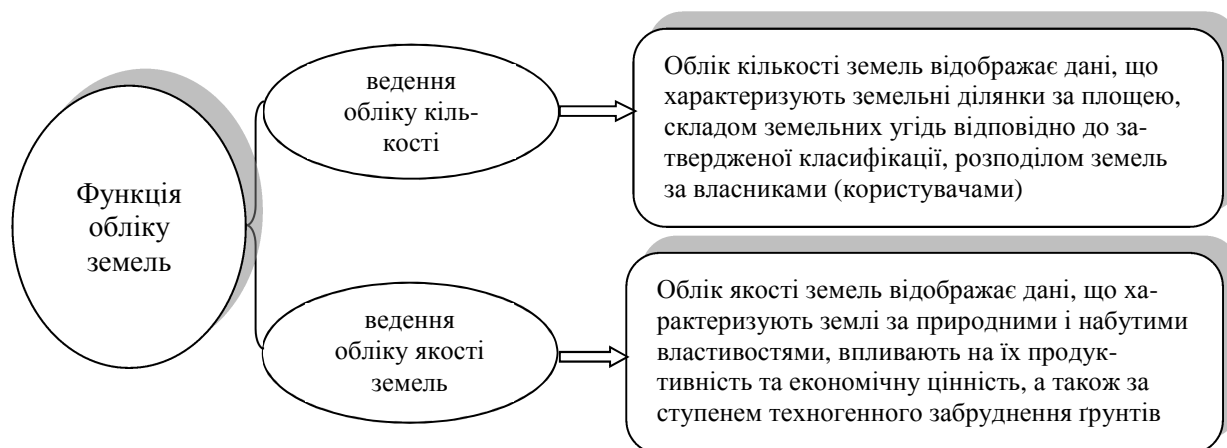 Функція
обліку
земель
ведення
обліку кіль-
кості
Облік кількості земель відображає дані, що
характеризують земельні ділянки за площею,
складом земельних угідь відповідно до за-
твердженої класифікації, розподілом земель
за власниками (користувачами)
ведення
обліку якості
земель
Облік якості земель відображає дані, що ха-
рактеризують землі за природними і набутими
властивостями, впливають на їх продук-
тивність та економічну цінність, а також за
ступенем техногенного забруднення ґрунтів